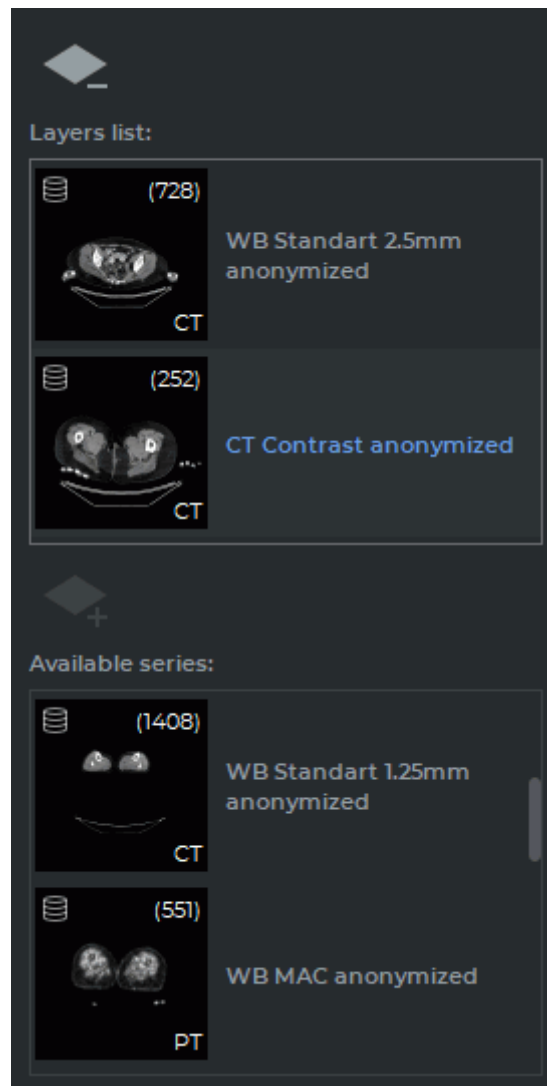 Layers list:
(728)
WB Standart 2.5mm
anonymized
CT
(252)
CT Contrast anonymized
CT
Available series:
(1408)
WB Standart 1.25mm
anonymized
CT
(551)
WB MAC anonymized
PT